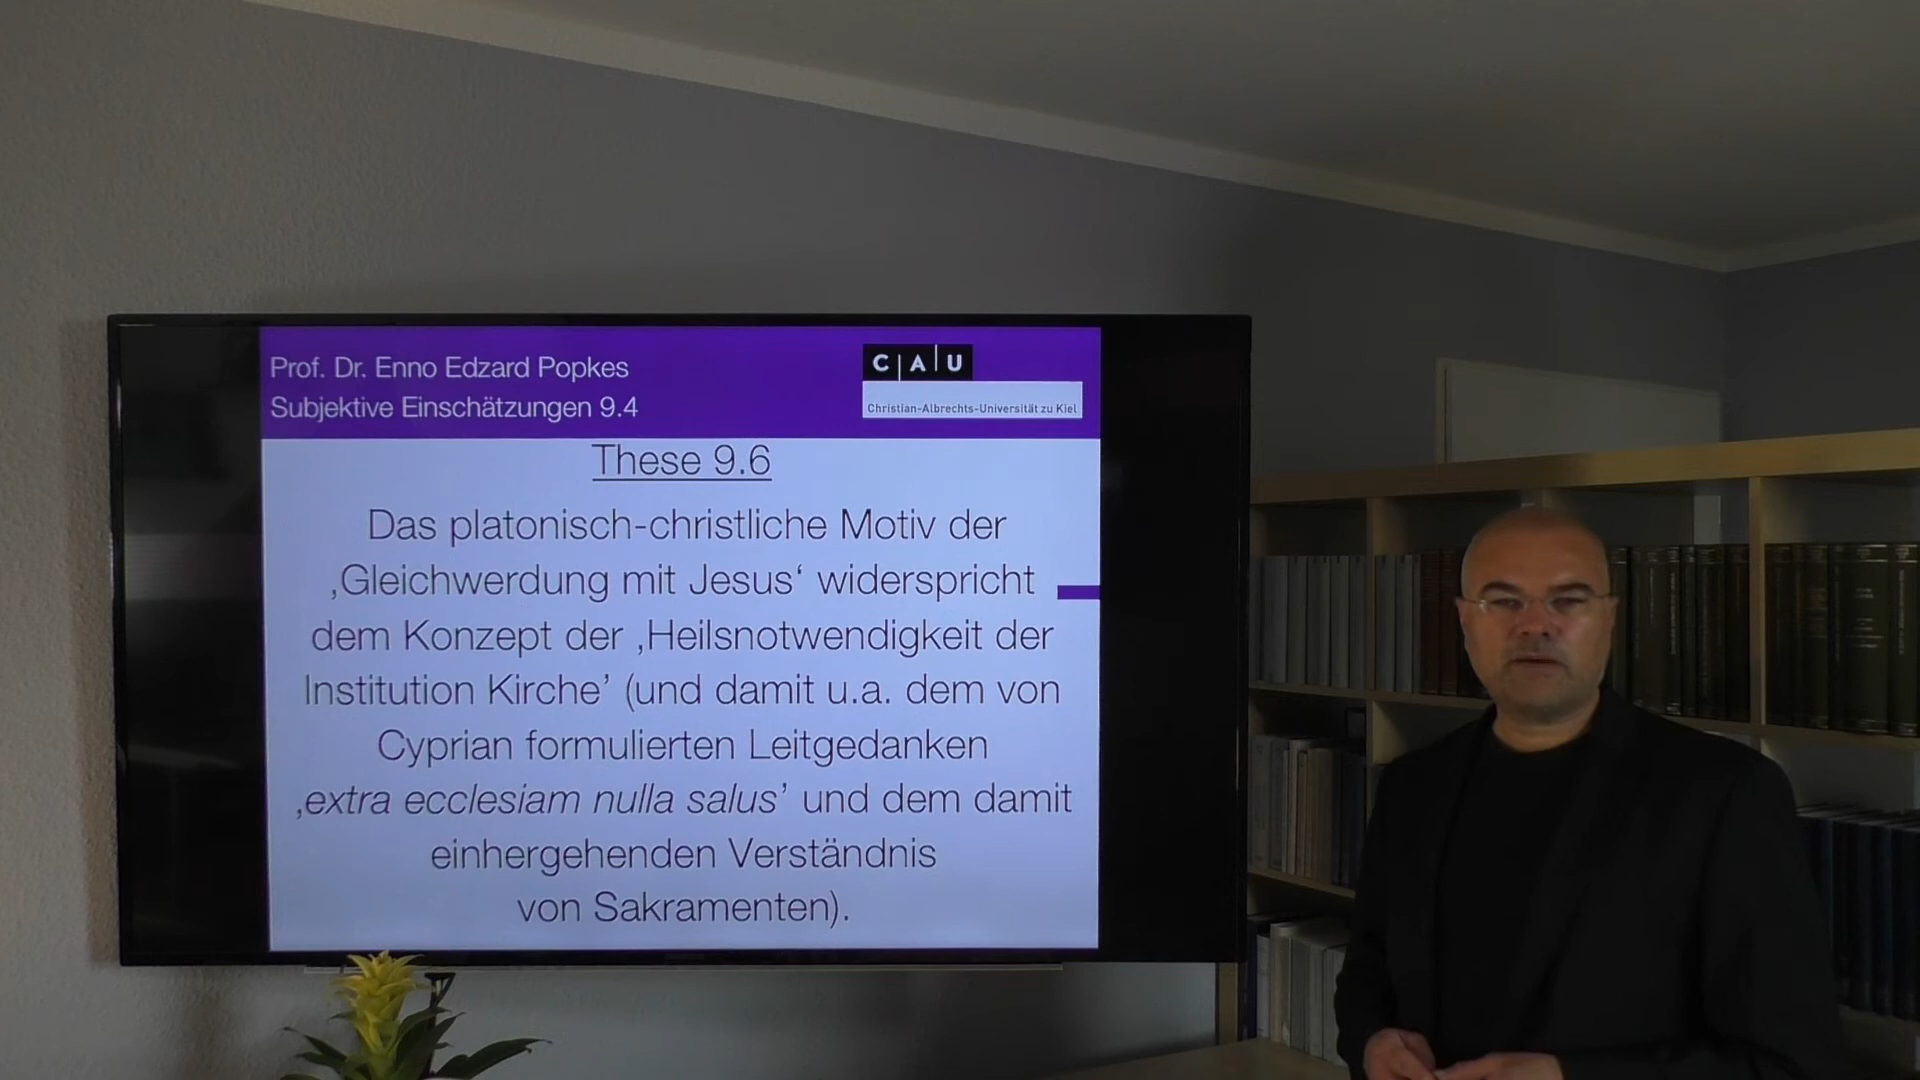 Prof. Dr. Enno Edzard Popkes
Subjektive Einschätzungen 9.4
C|A|U
Christian-Albrechts-Universität zu Kiel
These 9.6
Das platonisch-christliche Motiv der
‚Gleichwerdung mit Jesus‘ widerspricht
dem Konzept der ‚Heilsnotwendigkeit der
Institution Kirche’ (und damit u.a. dem von
Cyprian formulierten Leitgedanken
‚extra ecclesiam nulla salus’ und dem damit
einhergehenden Verständnis
von Sakramenten).